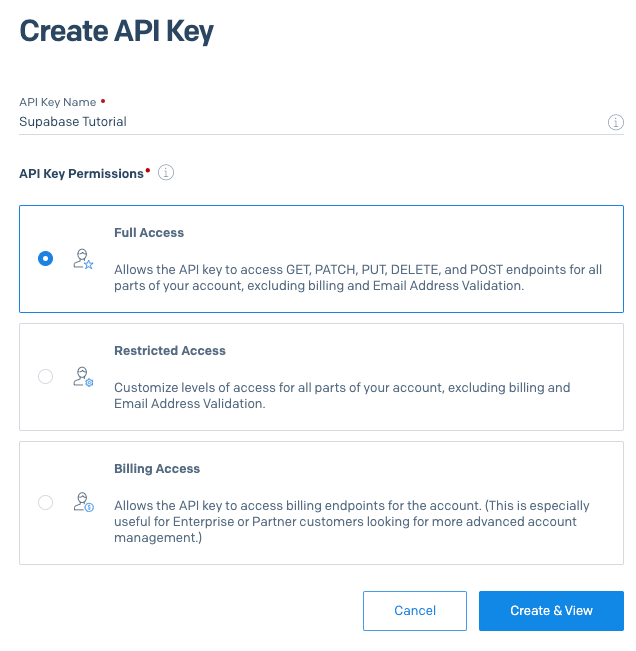 Create API Key
API Key Name •
Supabase Tutorial
API Key Permissions•
Full Access
Allows the API key to access GET, PATCH, PUT, DELETE, and POST endpoints for all
parts of your account, excluding billing and Email Address Validation.
Restricted Access
Customize levels of access for all parts of your account, excluding billing and
Email Address Validation.
Billing Access
Allows the API key to access billing endpoints for the account. (This is especially
useful for Enterprise or Partner customers looking for more advanced account
management.)
Cancel
Create & View